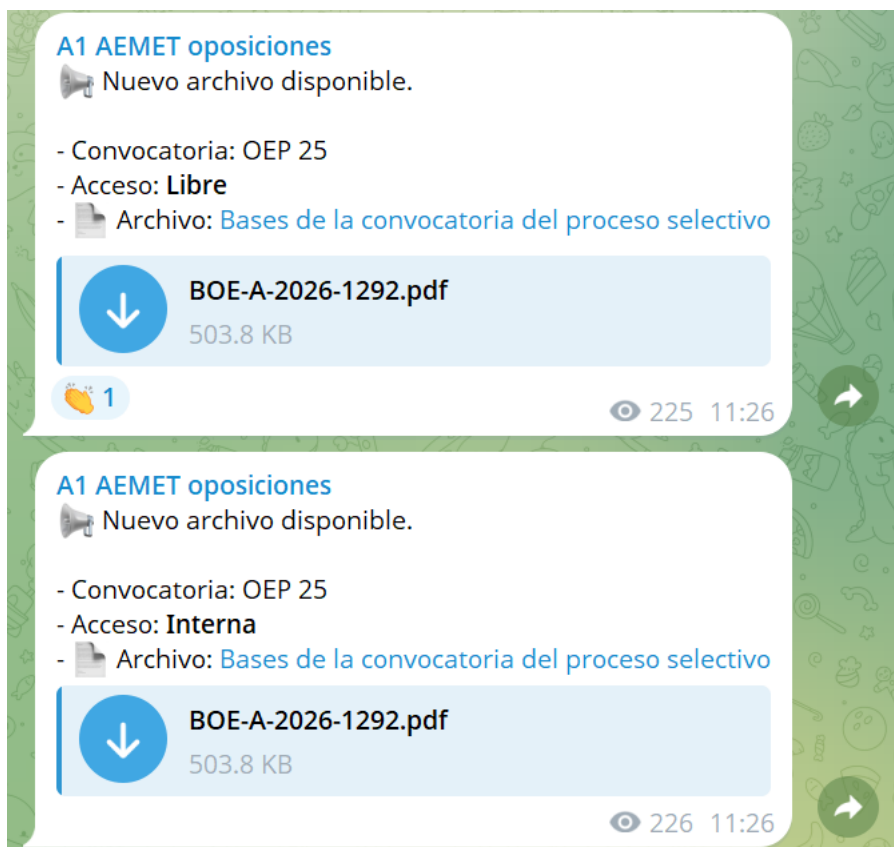 A1 AEMET oposiciones
📢 Nuevo archivo disponible.
- Convocatoria: OEP 25
- Acceso: Libre
- 📄 Archivo: Bases de la convocatoria del proceso selectivo
BOE-A-2026-1292.pdf
503.8 KB
👏 1
225 11:26
A1 AEMET oposiciones
📢 Nuevo archivo disponible.
- Convocatoria: OEP 25
- Acceso: Interna
- 📄 Archivo: Bases de la convocatoria del proceso selectivo
BOE-A-2026-1292.pdf
503.8 KB
226 11:26